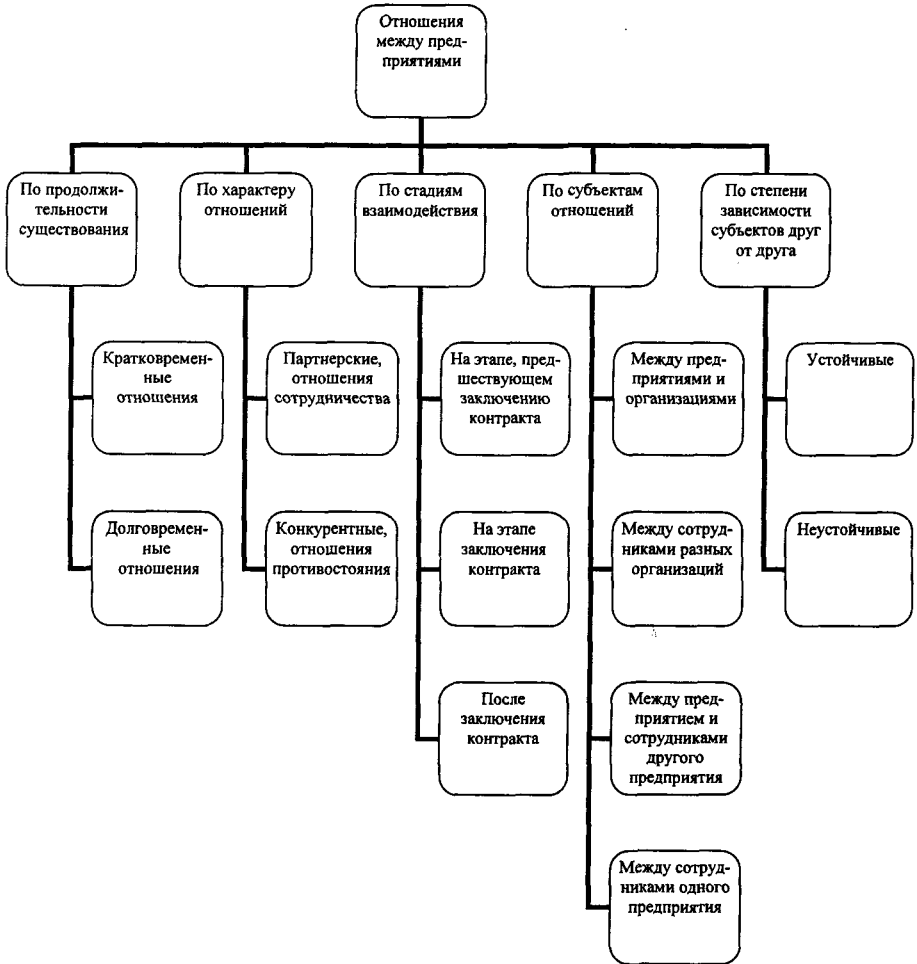 Отношения
между пред-
приятиями
По продолжи-
тельности
существования
По характеру
отношений
По стадиям
взаимодействия
По субъектам
отношений
По степени
зависимости
субъектов друг
от друга
Кратковремен-
ные
отношения
Партнерские,
отношения
сотрудничества
На этапе, пред-
шествующем
заключению
контракта
Между пред-
приятиями и
организациями
Устойчивые
Долговремен-
ные
отношения
Конкурентные,
отношения
противостояния
На этапе
заключения
контракта
Между сотруд-
никами разных
организаций
Неустойчивые
После
заключения
контракта
Между пред-
приятием и
сотрудниками
другого
предприятия
Между сотруд-
никами одного
предприятия